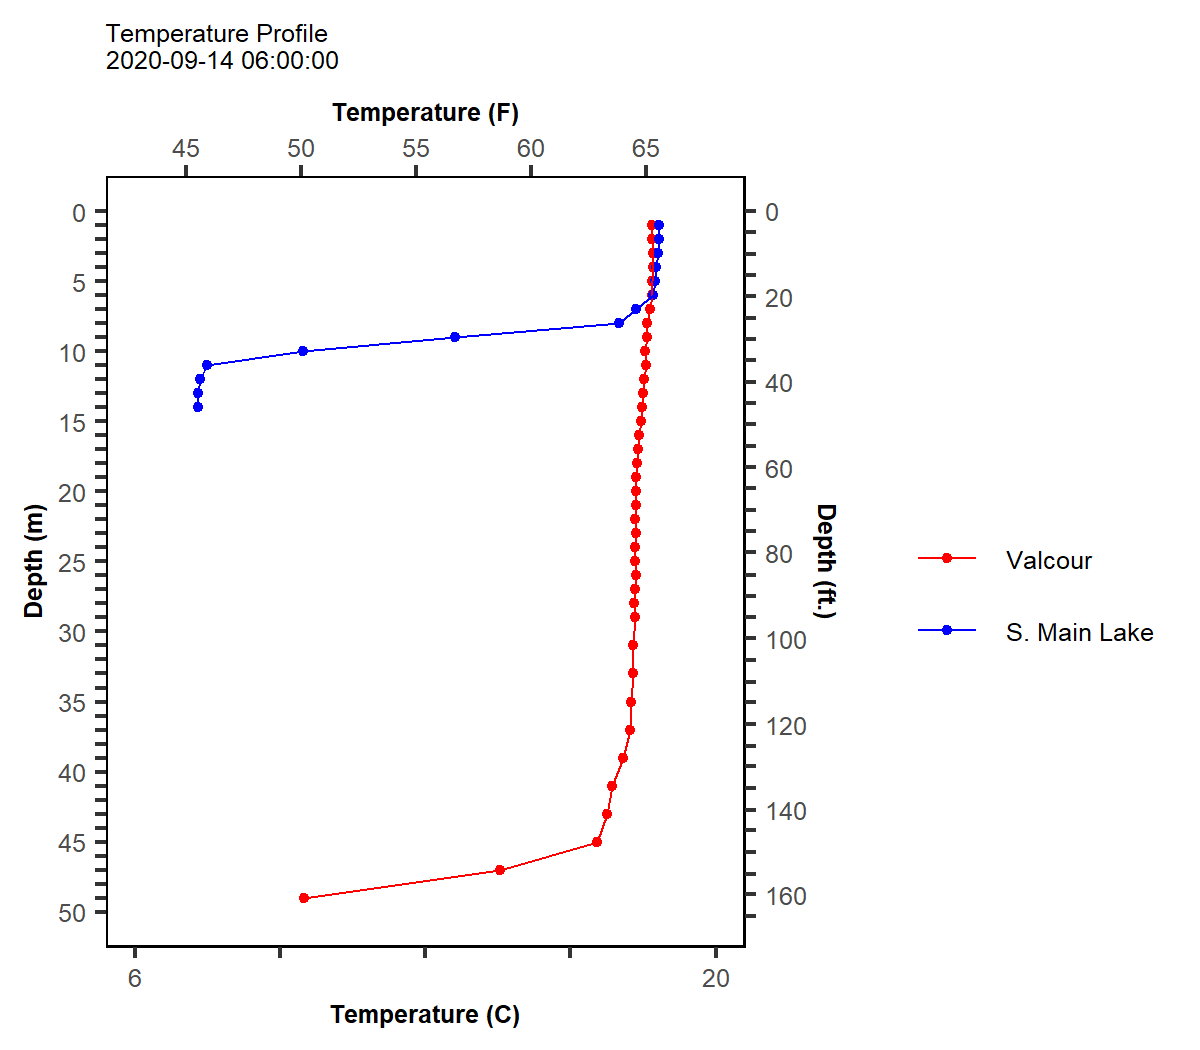 Temperature Profile
2020-09-14 06:00:00
Temperature (F)
45 50 55 60 65
0
5
10
15
20
25
30
35
40
45
50
Depth (m)
0
20
40
60
80
100
120
140
160
Depth (ft.)
Valcour
S. Main Lake
6 20
Temperature (C)